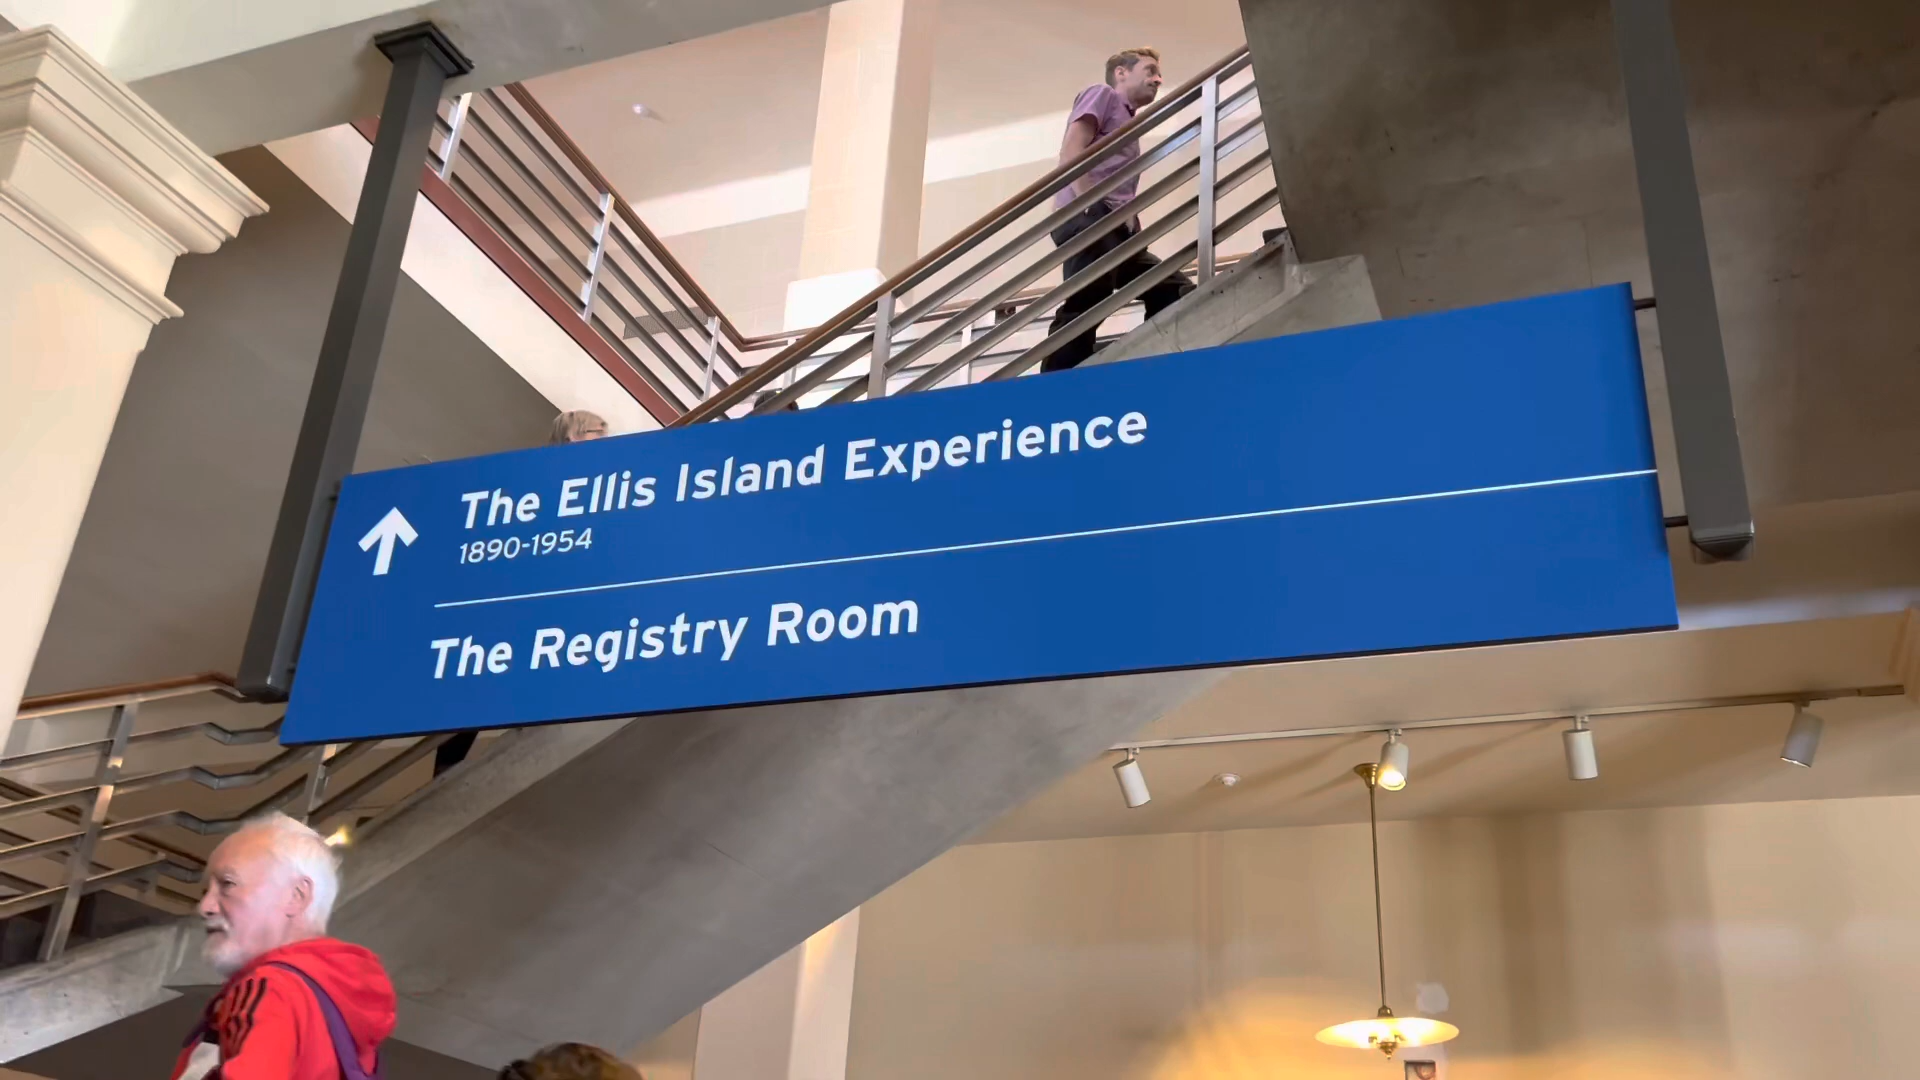 The Ellis Island Experience
1890-1954
The Registry Room